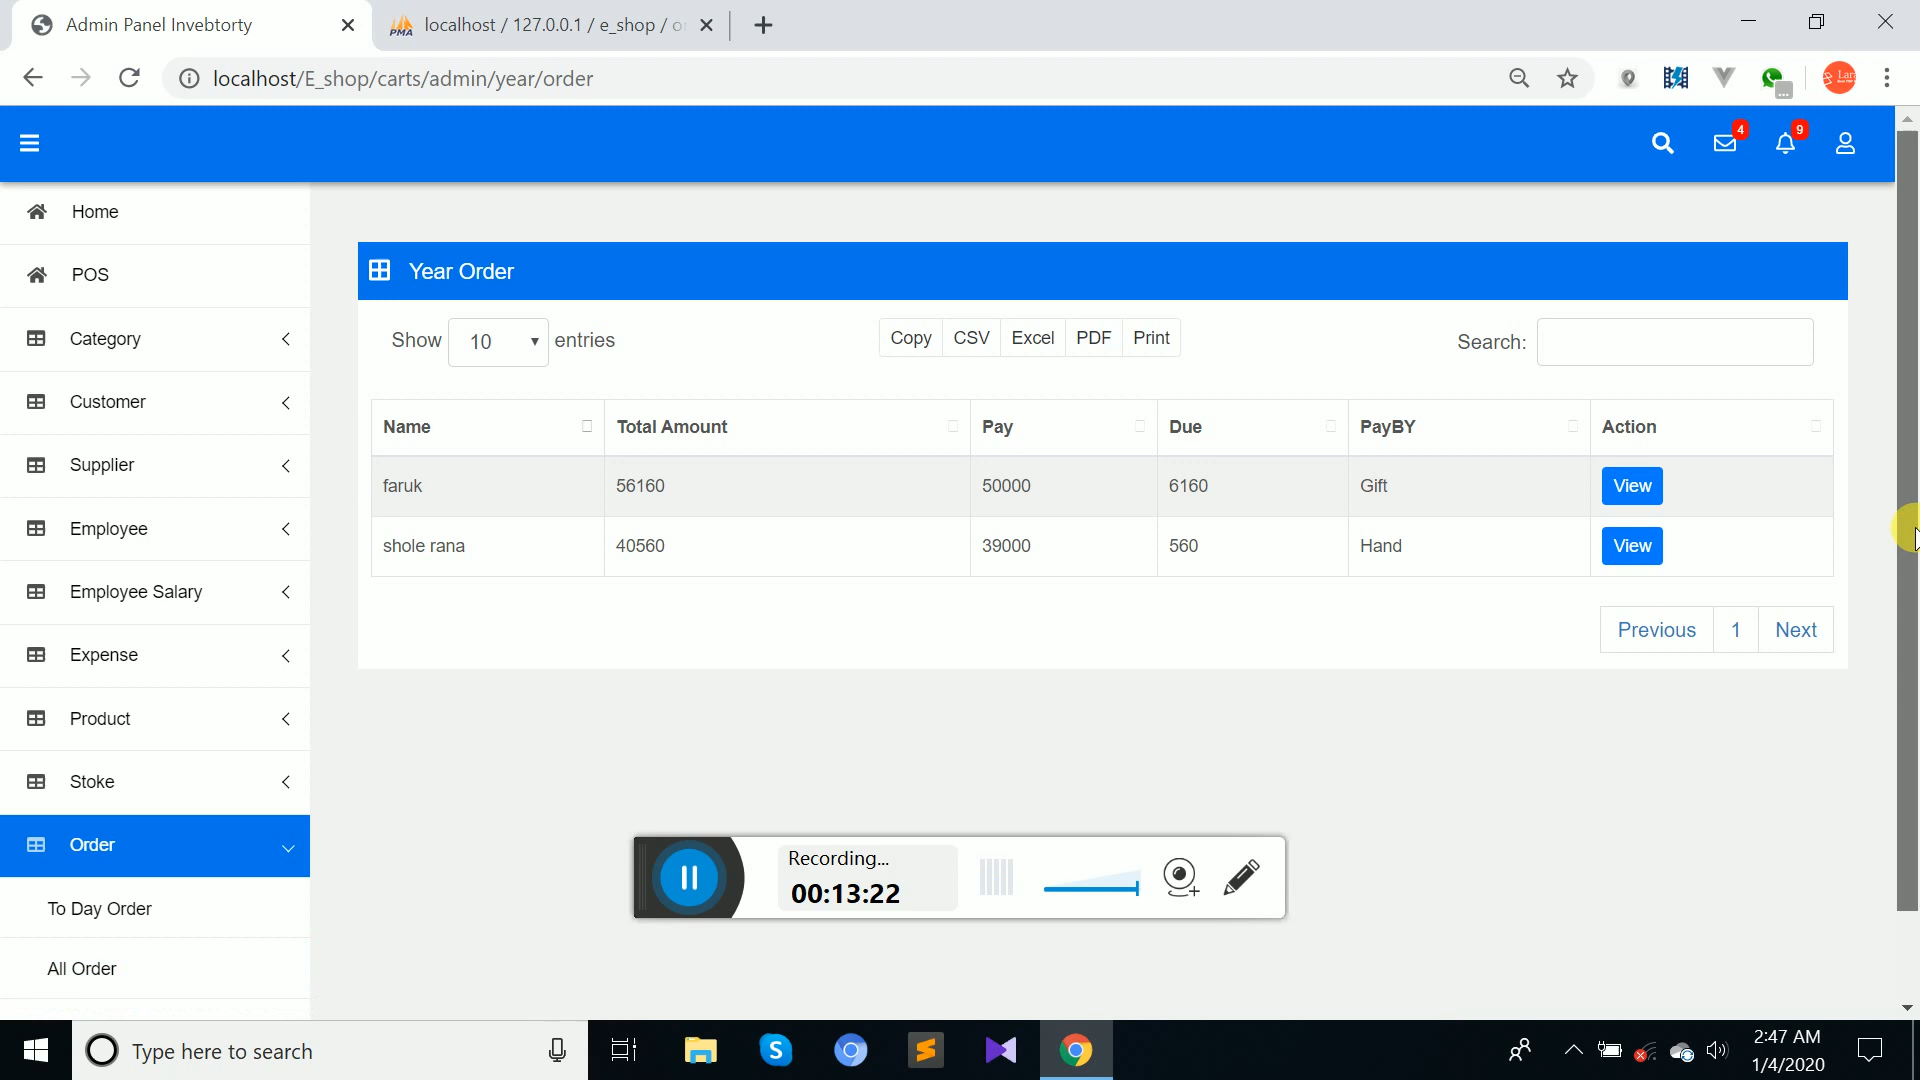 Admin Panel Invebtorty
localhost / 127.0.0.1 / e_shop / o
localhost/E_shop/carts/admin/year/order
4
9
Home
POS
Category
Customer
Supplier
Employee
Employee Salary
Expense
Product
Stoke
Order
To Day Order
All Order
Year Order
Show 10 entries
Copy CSV Excel PDF Print
Search:
Name Total Amount Pay Due PayBY Action
faruk 56160 50000 6160 Gift View
shole rana 40560 39000 560 Hand View
Previous 1 Next
Recording...
00:13:22
Type here to search
2:47 AM
1/4/2020